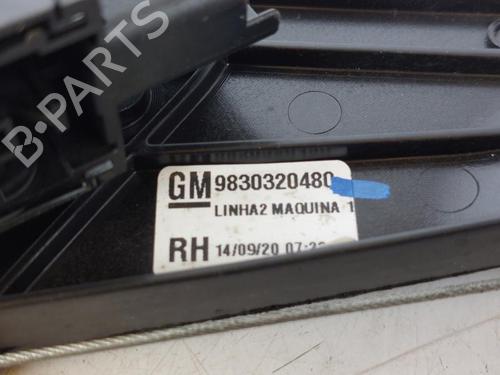 B-PARTS
GM 9830320480
LINHA2 MAQUINA 1
RH 14/09/20